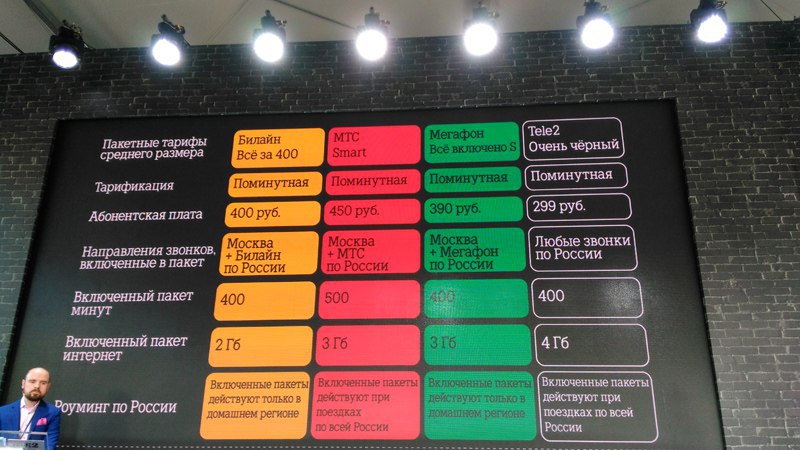 Пакетные тарифы
среднего размера
Билайн
Всё за 400
МТС
Smart
Мегафон
Всё включено S
Tele2
Очень чёрный
Тарификация
Поминутная
Поминутная
Поминутная
Поминутная
Абонентская плата
400 руб.
450 руб.
390 руб.
299 руб.
Направления звонков,
включенные в пакет
Москва
+ Билайн
по России
Москва
+ МТС
по России
Москва
+ Мегафон
по России
Любые звонки
по России
Включенный пакет
минут
400
500
400
400
Включенный пакет
интернет
2 Гб
3 Гб
3 Гб
4 Гб
Роуминг по России
Включенные пакеты
действуют только в
домашнем регионе
Включенные пакеты
действуют при
поездках
по всей
России
Включенные пакеты
действуют только в
домашнем регионе
Включенные пакеты
действуют при
поездках по всей
России